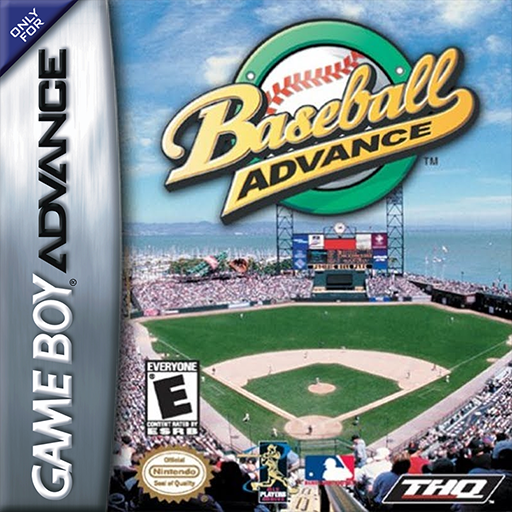 ONLY
FOR
GAME BOY ADVANCE
Baseball
ADVANCE
TM
EVERYONE
E
CONTENT RATED BY
ESRB
Official
Nintendo
Seal of Quality
PLAYERS
THQ